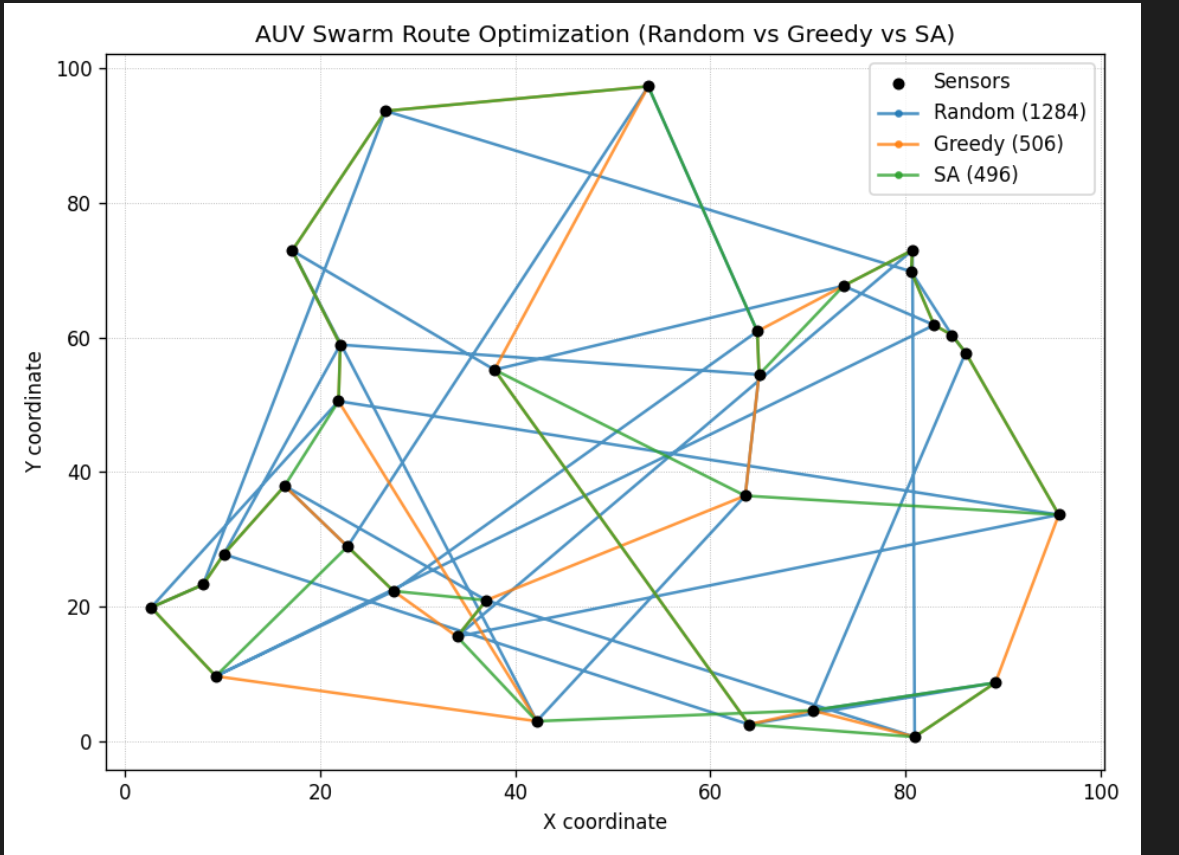 AUV Swarm Route Optimization (Random vs Greedy vs SA)
Sensors
Random (1284)
Greedy (506)
SA (496)
100
80
60
40
20
0
Y coordinate
0 20 40 60 80 100
X coordinate